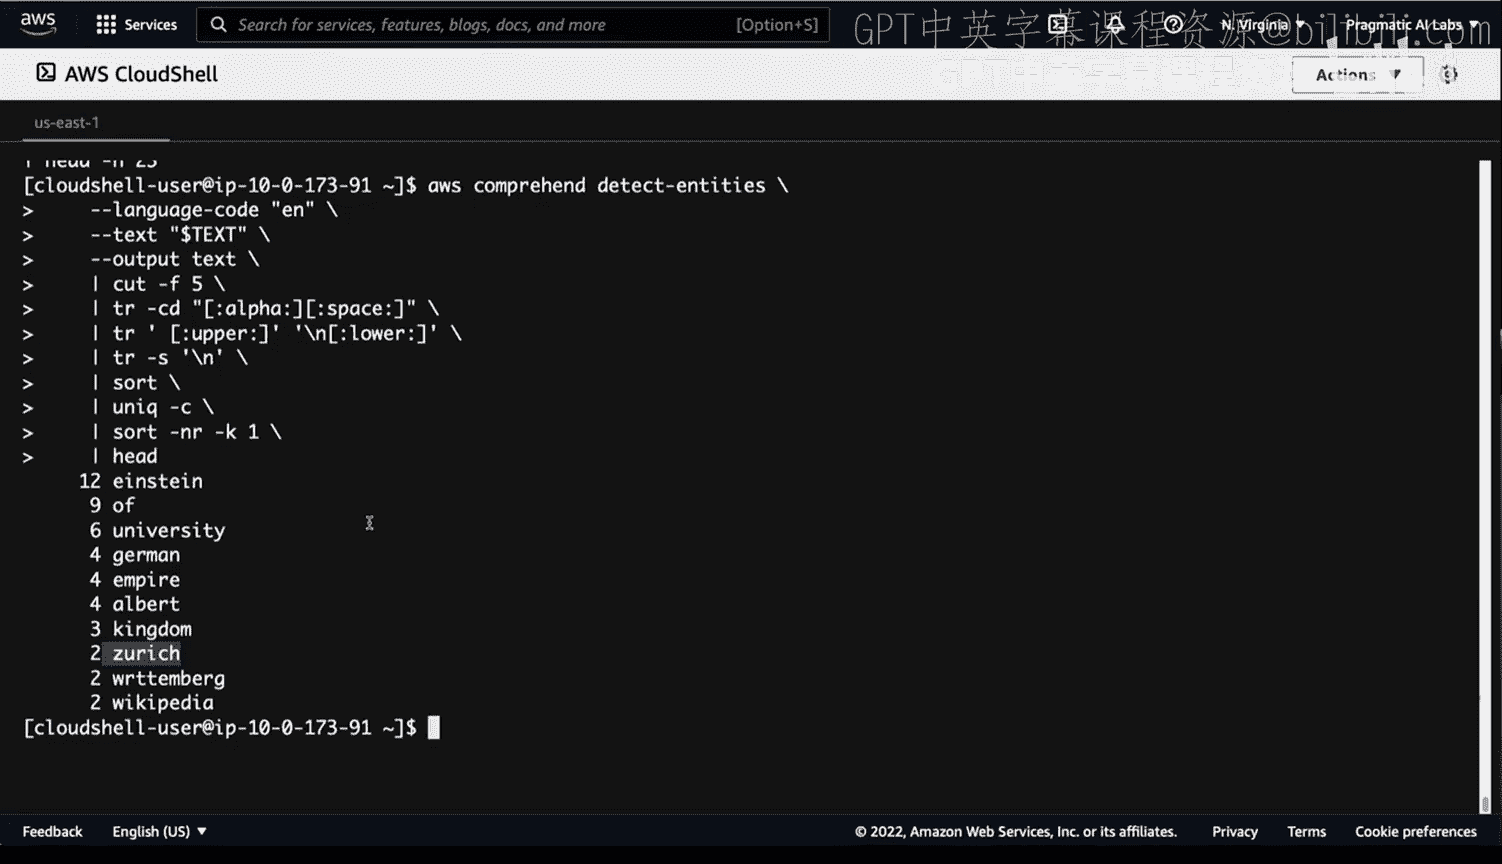 aws
Services
Search for services, features, blogs, docs, and more [Option+S]
N. Virginia ▼
Pragmatic AI Labs ▼
GPT中英字幕课程资源@bilibili.com
AWS CloudShell
Actions ▼
us-east-1
| head -n 25
[cloudshell-user@ip-10-0-173-91 ~]$ aws comprehend detect-entities \
>     --language-code "en" \
>     --text "$TEXT" \
>     --output text \
>     | cut -f 5 \
>     | tr -cd "[:alpha:][:space:]" \
>     | tr ' [:upper:]' '\n[:lower:]' \
>     | tr -s '\n' \
>     | sort \
>     | uniq -c \
>     | sort -nr -k 1 \
>     | head
12 einstein
9 of
6 university
4 german
4 empire
4 albert
3 kingdom
2 zurich
2 wrttemberg
2 wikipedia
[cloudshell-user@ip-10-0-173-91 ~]$
Feedback English (US) ▼ © 2022, Amazon Web Services, Inc. or its affiliates. Privacy Terms Cookie preferences